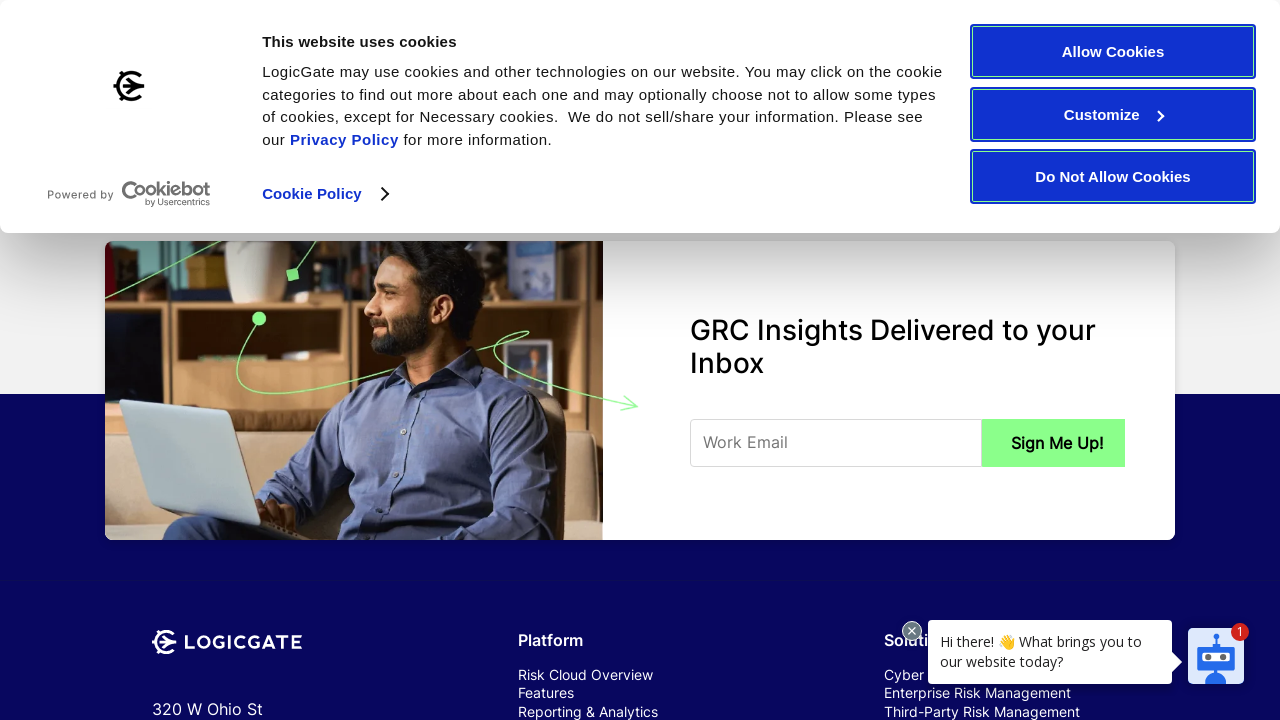 This website uses cookies
LogicGate may use cookies and other technologies on our website. You may click on the cookie
categories to find out more about each one and may optionally choose not to allow some types
of cookies, except for Necessary cookies.  We do not sell/share your information. Please see
our Privacy Policy for more information.
Cookie Policy
Powered by Cookiebot
by Usercentrics
Allow Cookies
Customize
Do Not Allow Cookies
GRC Insights Delivered to your
Inbox
Work Email
Sign Me Up!
LOGICGATE
320 W Ohio St
Platform
Risk Cloud Overview
Features
Reporting & Analytics
Cyber
Enterprise Risk Management
Third-Party Risk Management
Hi there! 👋 What brings you to
our website today?
1